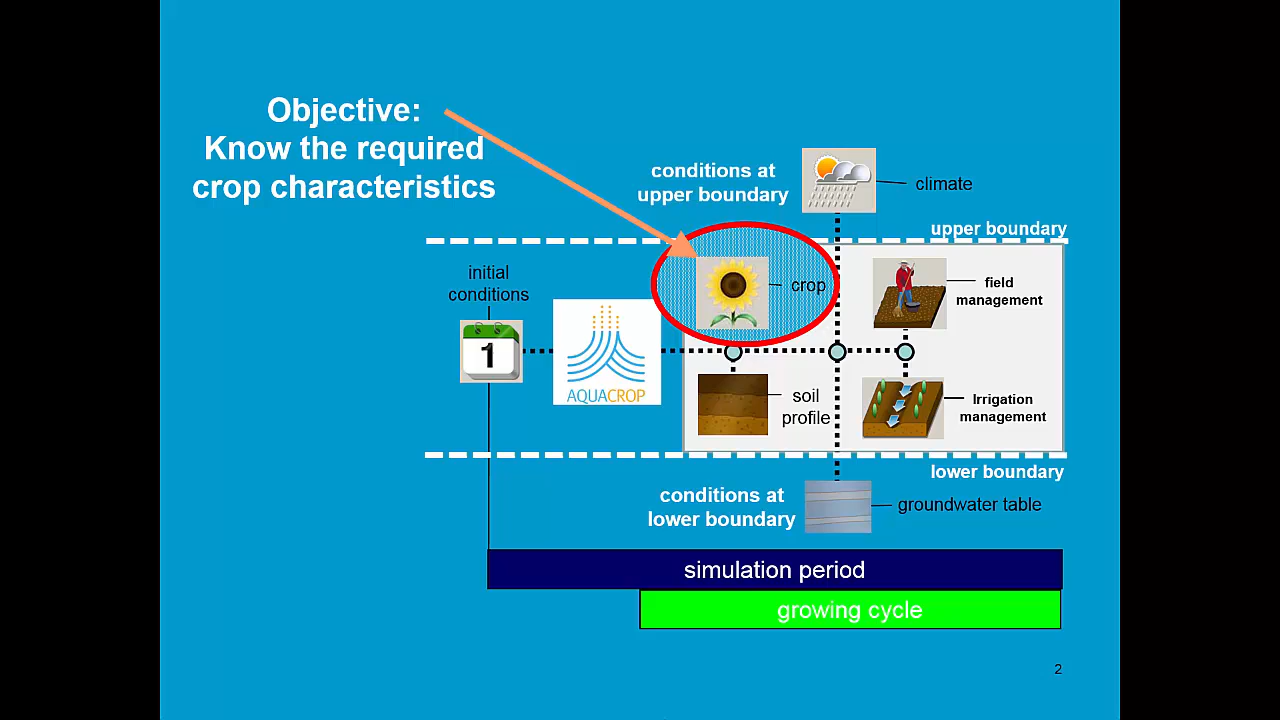 Objective:
Know the required
crop characteristics
conditions at
upper boundary
climate
upper boundary
initial
conditions
1
AQUACROP
crop
field
management
soil
profile
Irrigation
management
lower boundary
conditions at
lower boundary
groundwater table
simulation period
growing cycle
2